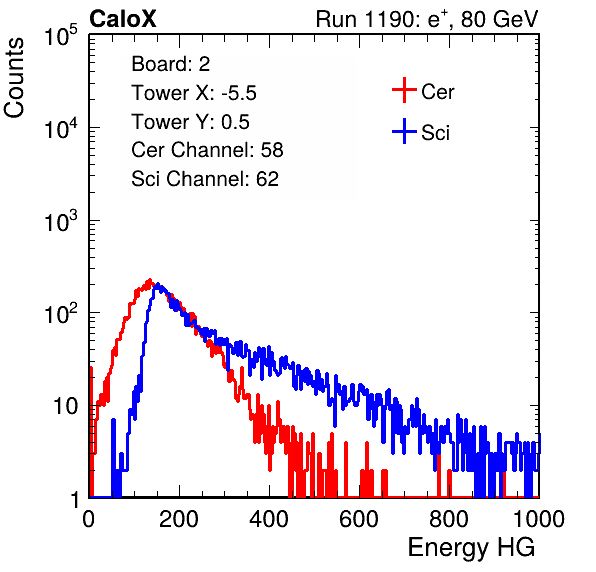 CaloX Run 1190: e⁺, 80 GeV
Counts
Board: 2
Tower X: -5.5
Tower Y: 0.5
Cer Channel: 58
Sci Channel: 62
Cer
Sci
10⁵
10⁴
10³
10²
10
1
0 200 400 600 800 1000
Energy HG